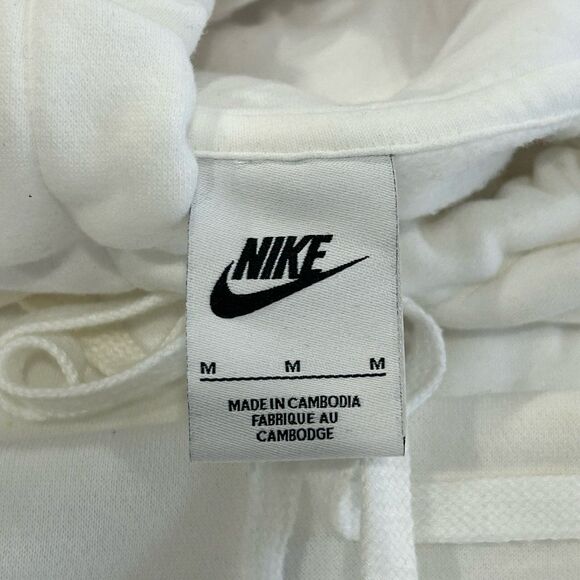 NIKE
M M M
MADE IN CAMBODIA
FABRIQUE AU
CAMBODGE